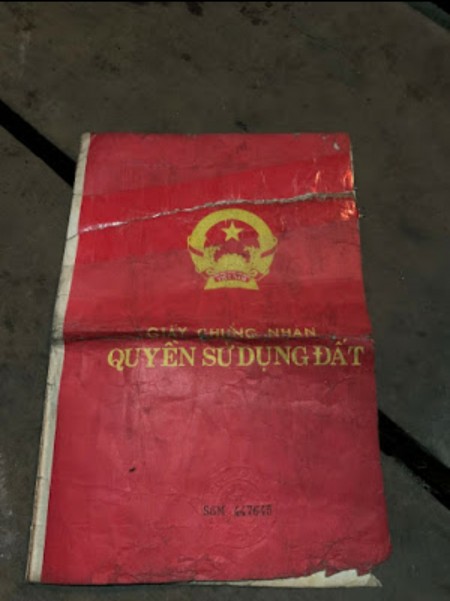 GIẤY CHỨNG NHẬN
QUYỀN SỬ DỤNG ĐẤT